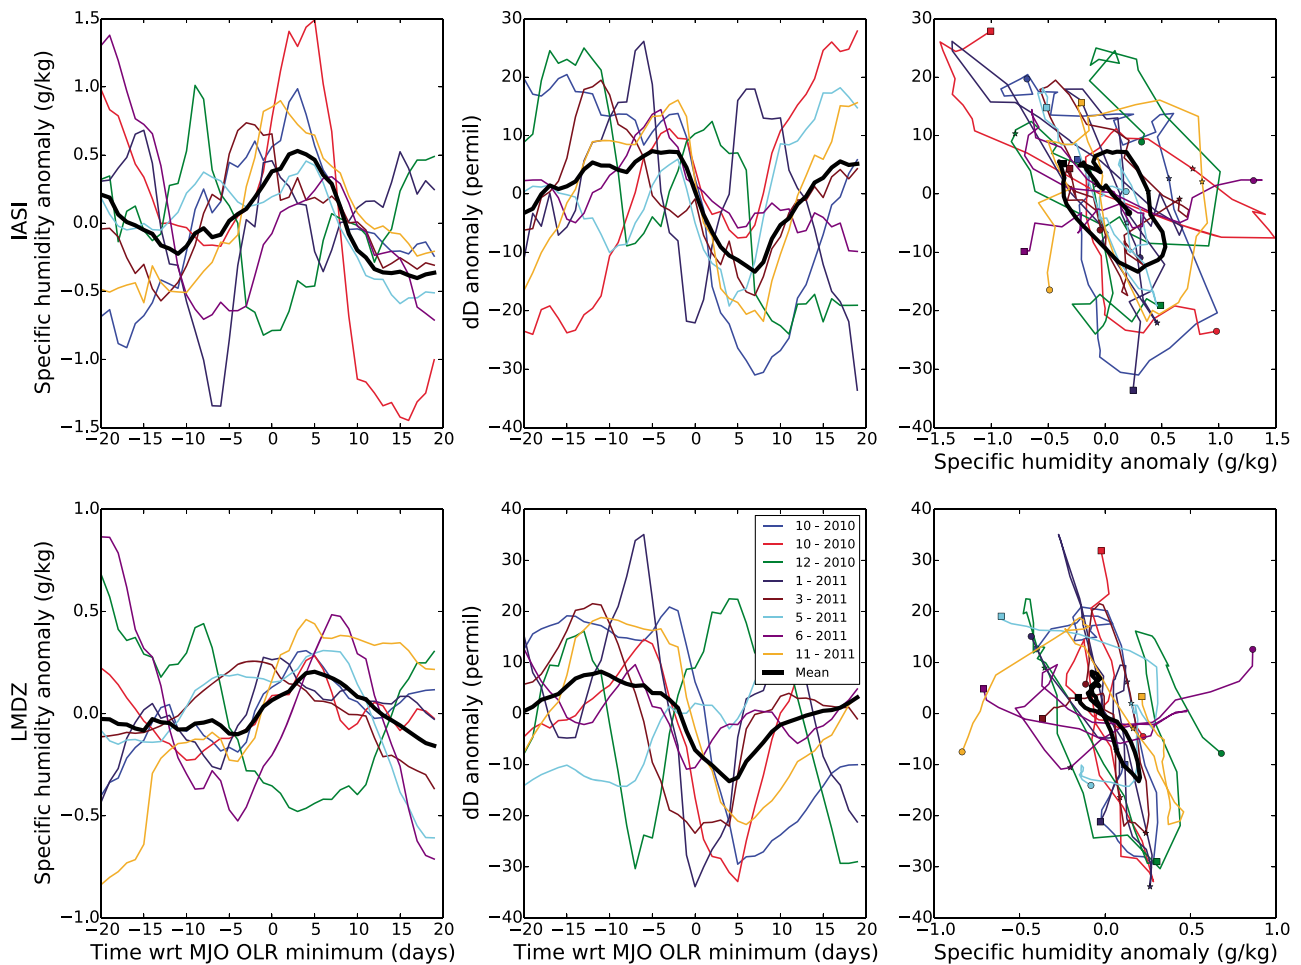 IASI
Specific humidity anomaly (g/kg)
1.5
1.0
0.5
0.0
−0.5
−1.0
−1.5
−20 −15 −10 −5 0 5 10 15 20
dD anomaly (permil)
40
30
20
10
0
−10
−20
−30
−40
−20 −15 −10 −5 0 5 10 15 20
40
30
20
10
0
−10
−20
−30
−40
−1.5 −1.0 −0.5 0.0 0.5 1.0 1.5
Specific humidity anomaly (g/kg)
LMDZ
Specific humidity anomaly (g/kg)
1.0
0.5
0.0
−0.5
−1.0
−20 −15 −10 −5 0 5 10 15 20
Time wrt MJO OLR minimum (days)
dD anomaly (permil)
40
30
20
10
0
−10
−20
−30
−40
−20 −15 −10 −5 0 5 10 15 20
Time wrt MJO OLR minimum (days)
10 - 2010
10 - 2010
12 - 2010
1 - 2011
3 - 2011
5 - 2011
6 - 2011
11 - 2011
Mean
40
30
20
10
0
−10
−20
−30
−40
−1.0 −0.5 0.0 0.5 1.0
Specific humidity anomaly (g/kg)